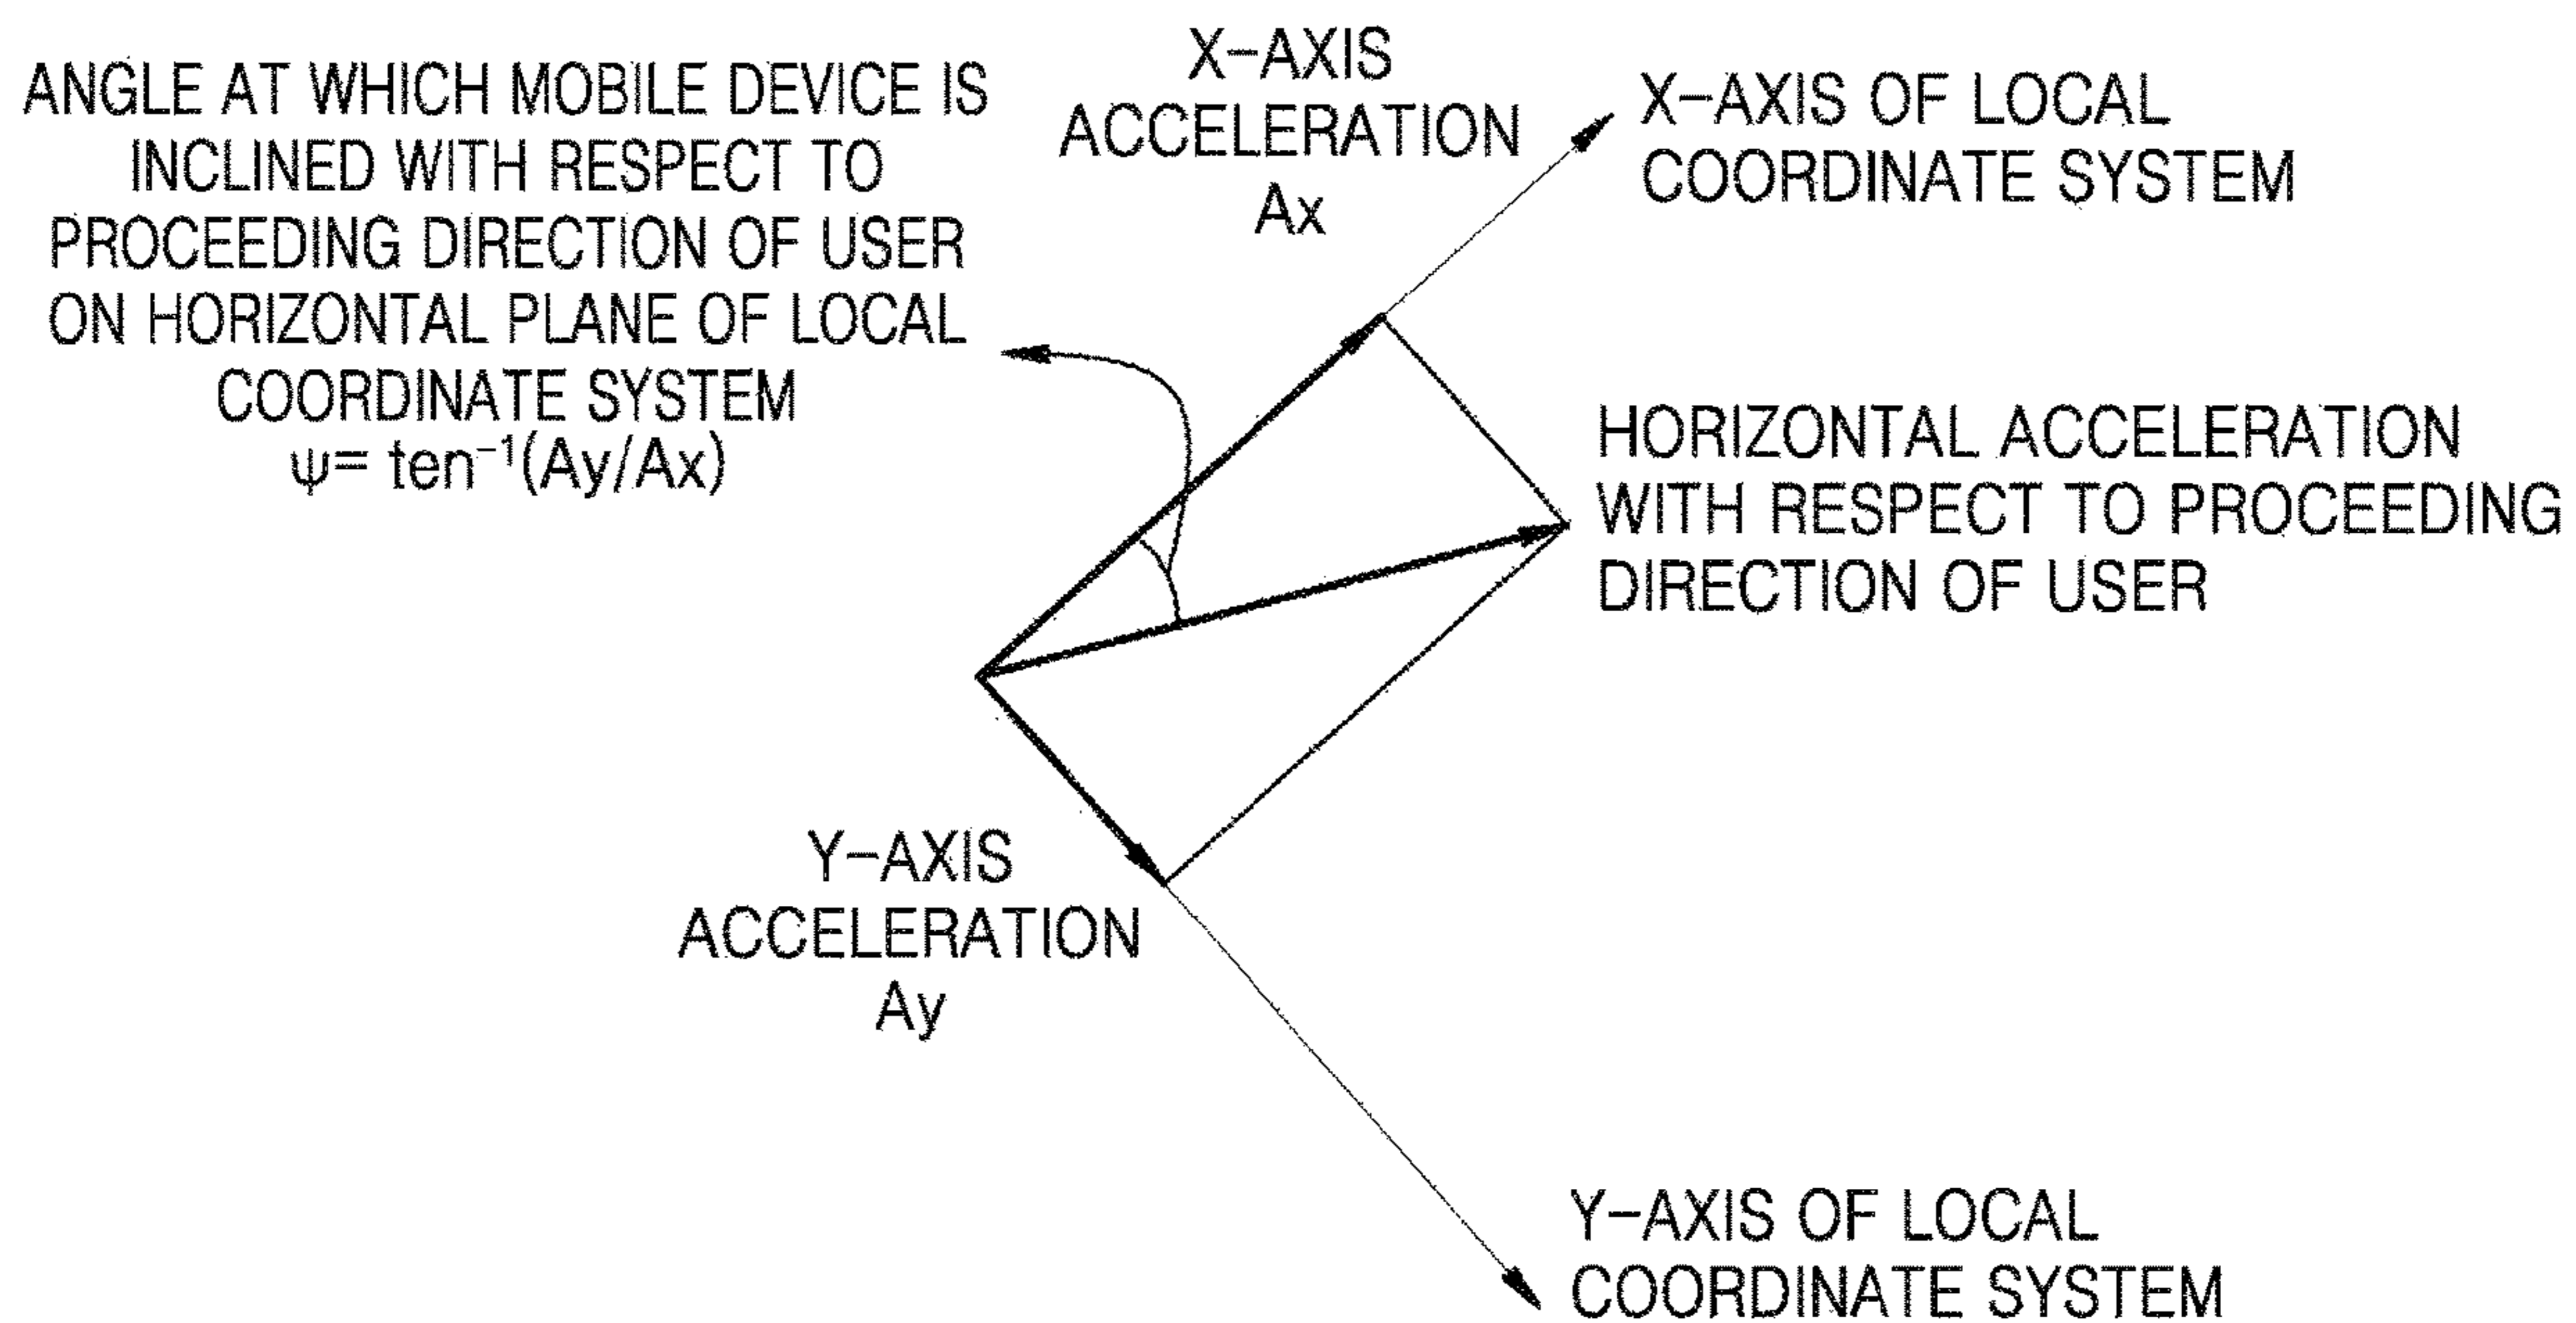 ANGLE AT WHICH MOBILE DEVICE IS
INCLINED WITH RESPECT TO
PROCEEDING DIRECTION OF USER
ON HORIZONTAL PLANE OF LOCAL
COORDINATE SYSTEM
ψ= ten⁻¹(Ay/Ax)
X-AXIS
ACCELERATION
Ax
X-AXIS OF LOCAL
COORDINATE SYSTEM
HORIZONTAL ACCELERATION
WITH RESPECT TO PROCEEDING
DIRECTION OF USER
Y-AXIS
ACCELERATION
Ay
Y-AXIS OF LOCAL
COORDINATE SYSTEM